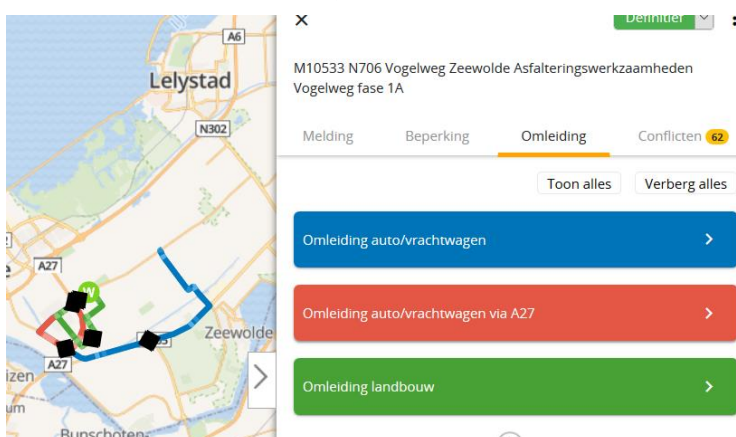 A6
Lelystad
N302
A27
W
Zeewolde
A27
izen
um
Bunschoten-
×
Definitief
M10533 N706 Vogelweg Zeewolde Asfalteringswerkzaamheden
Vogelweg fase 1A
Melding Beperking Omleiding Conflicten 62
Toon alles Verberg alles
Omleiding auto/vrachtwagen
Omleiding auto/vrachtwagen via A27
Omleiding landbouw